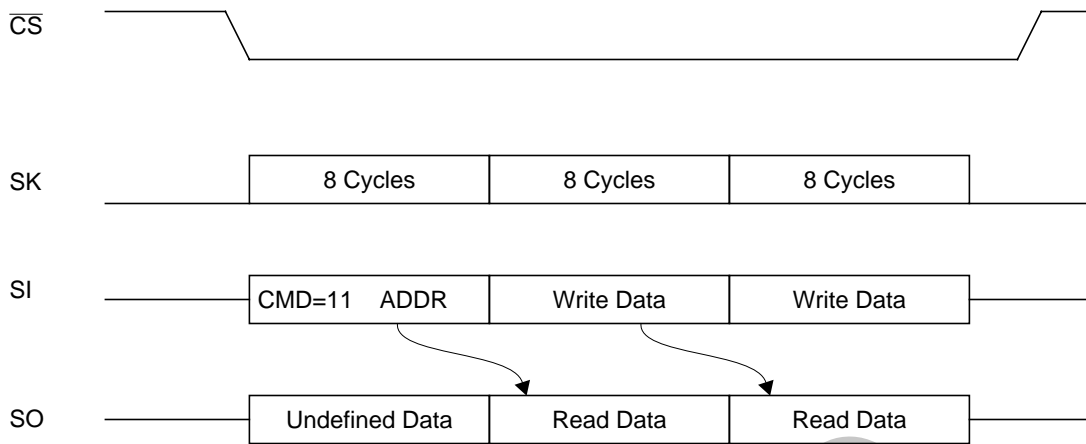 CS
SK 8 Cycles 8 Cycles 8 Cycles
SI CMD=11 ADDR Write Data Write Data
SO Undefined Data Read Data Read Data